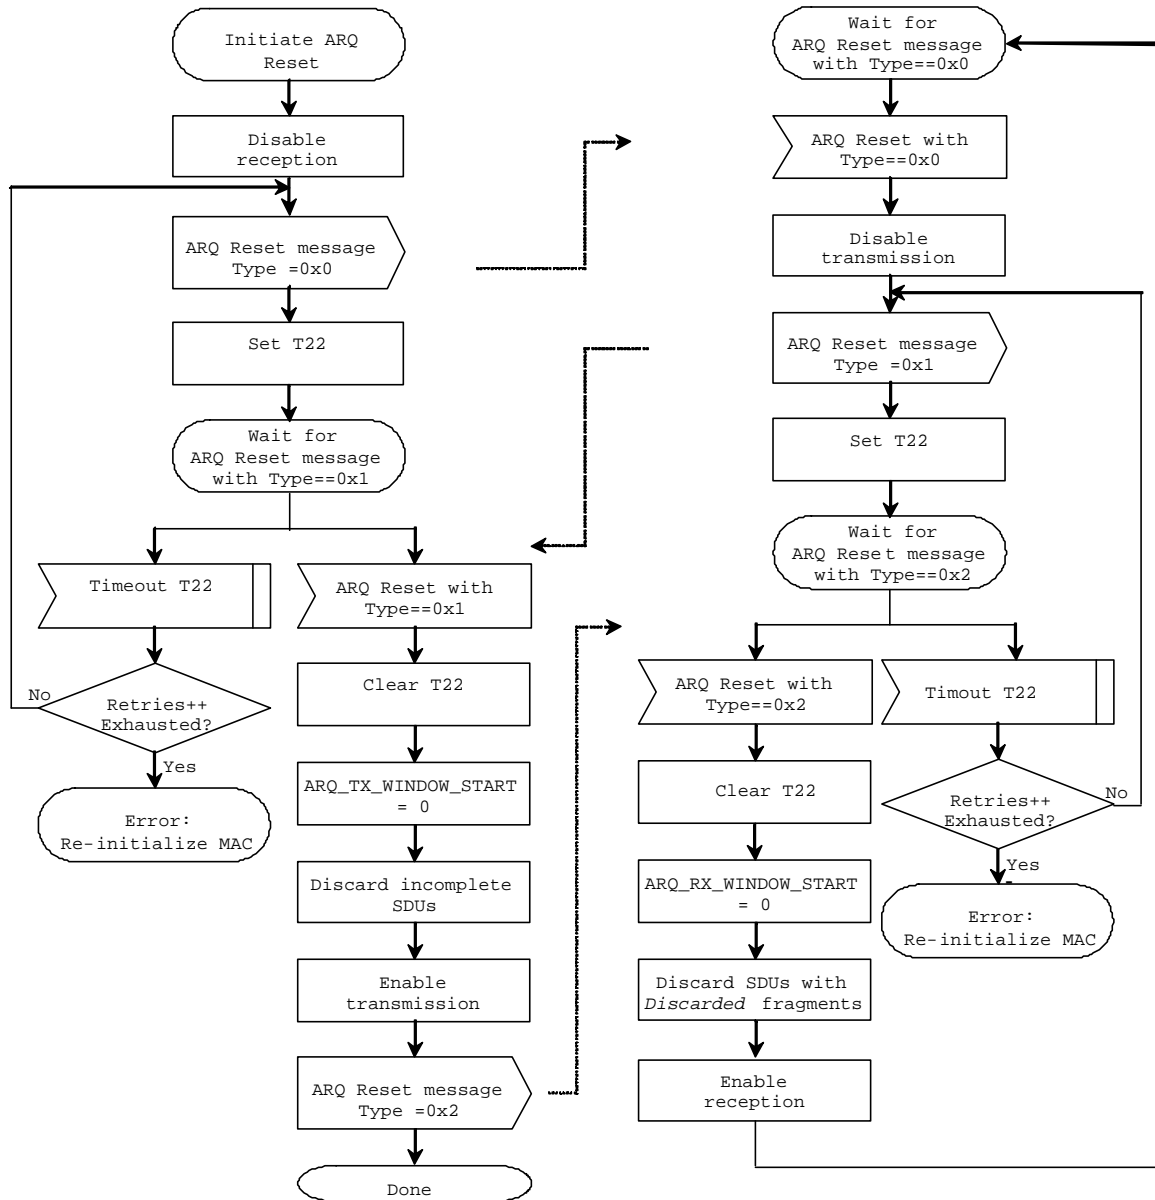 Initiate ARQ
Reset
Disable
reception
ARQ Reset message
Type =0x0
Set T22
Wait for
ARQ Reset message
with Type==0x1
Timeout T22
No
Retries++
Exhausted?
Yes
Error:
Re-initialize MAC
ARQ Reset with
Type==0x1
Clear T22
ARQ_TX_WINDOW_START
= 0
Discard incomplete
SDUs
Enable
transmission
ARQ Reset message
Type =0x2
Done
Wait for
ARQ Reset message
with Type==0x0
ARQ Reset with
Type==0x0
Disable
transmission
ARQ Reset message
Type =0x1
Set T22
Wait for
ARQ Reset message
with Type==0x2
ARQ Reset with
Type==0x2
Clear T22
ARQ_RX_WINDOW_START
= 0
Discard SDUs with
Discarded fragments
Enable
reception
Timout T22
Retries++
Exhausted?
No
Yes
Error:
Re-initialize MAC